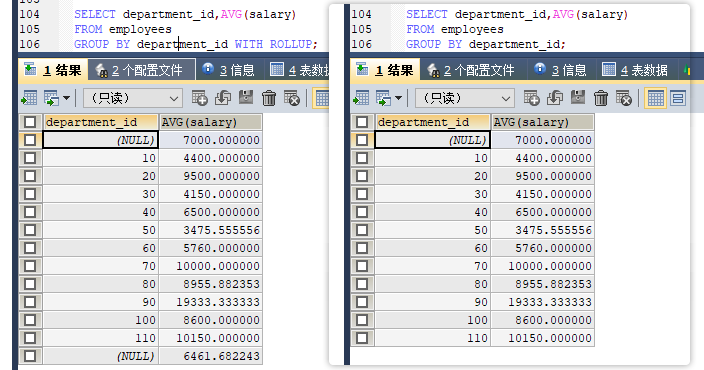 SELECT department_id,AVG(salary)
105 FROM employees
106 GROUP BY department_id WITH ROLLUP;
1 结果 2 个配置文件 3 信息 4 表数据
（只读）
department_id AVG(salary)
(NULL) 7000.000000
10 4400.000000
20 9500.000000
30 4150.000000
40 6500.000000
50 3475.555556
60 5760.000000
70 10000.000000
80 8955.882353
90 19333.333333
100 8600.000000
110 10150.000000
(NULL) 6461.682243
104 SELECT department_id,AVG(salary)
105 FROM employees
106 GROUP BY department_id;
1 结果 2 个配置文件 3 信息 4 表数据
（只读）
department_id AVG(salary)
(NULL) 7000.000000
10 4400.000000
20 9500.000000
30 4150.000000
40 6500.000000
50 3475.555556
60 5760.000000
70 10000.000000
80 8955.882353
90 19333.333333
100 8600.000000
110 10150.000000